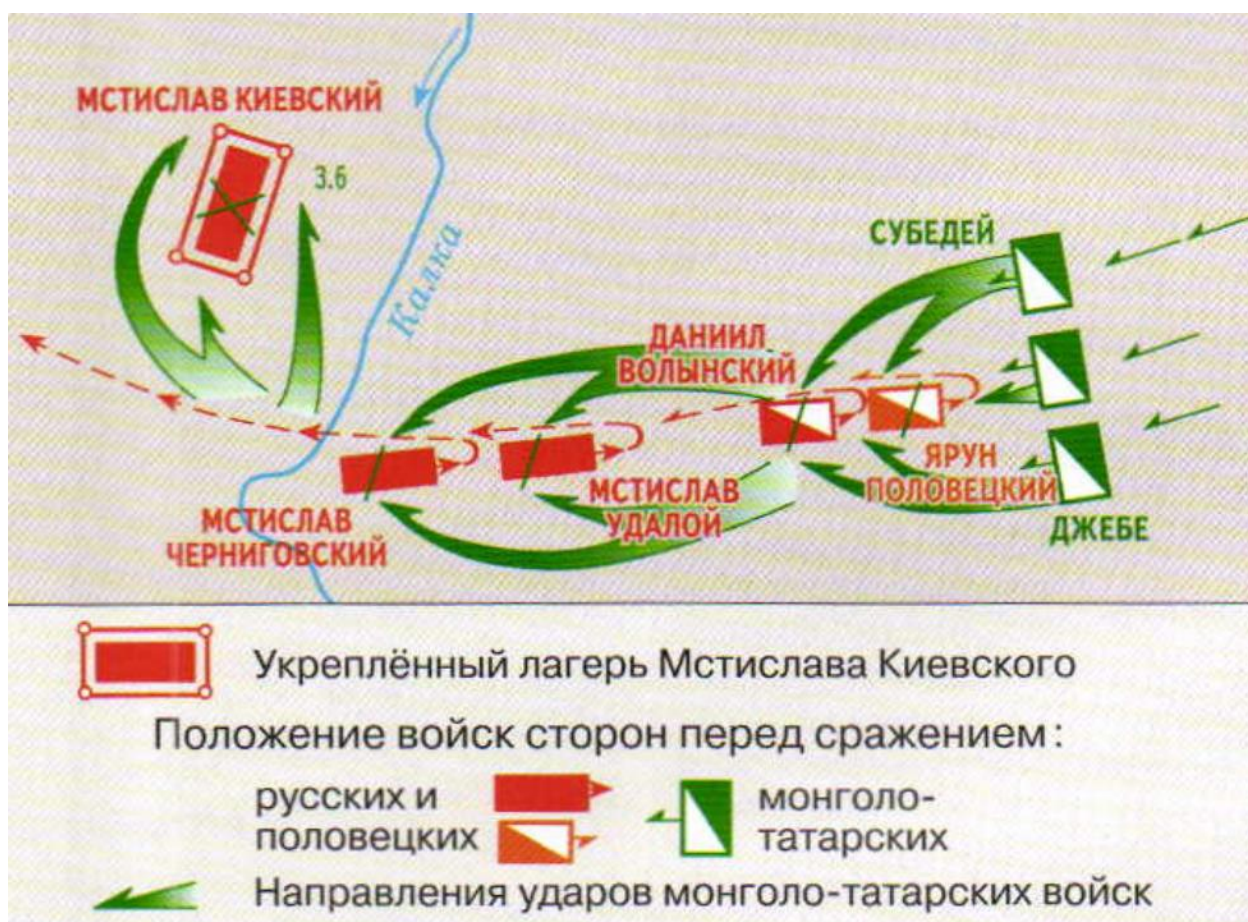 МСТИСЛАВ КИЕВСКИЙ
3.6
Калка
СУБЕДЕЙ
ДАНИИЛ
ВОЛЫНСКИЙ
ЯРУН
ПОЛОВЕЦКИЙ
МСТИСЛАВ
УДАЛОЙ
ДЖЕБЕ
МСТИСЛАВ
ЧЕРНИГОВСКИЙ
Укреплённый лагерь Мстислава Киевского
Положение войск сторон перед сражением:
русских и
половецких
монголо-
татарских
Направления ударов монголо-татарских войск